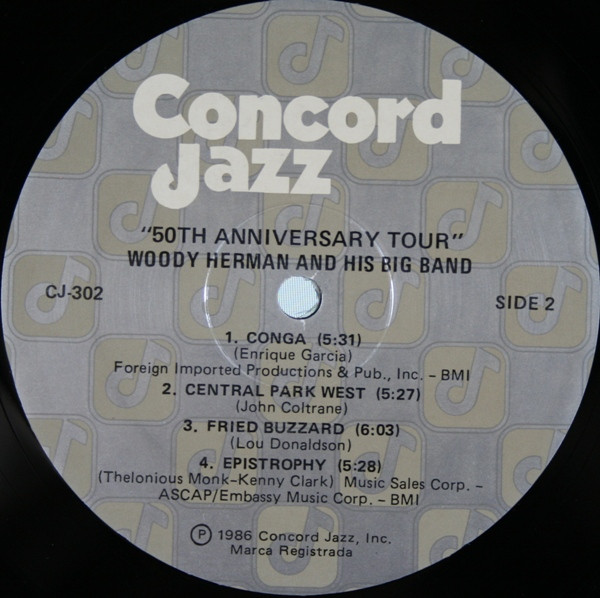 Concord
Jazz
"50TH ANNIVERSARY TOUR"
WOODY HERMAN AND HIS BIG BAND
CJ-302
SIDE 2
1. CONGA (5:31)
(Enrique Garcia)
Foreign Imported Productions & Pub., Inc. – BMI
2. CENTRAL PARK WEST (5:27)
(John Coltrane)
3. FRIED BUZZARD (6:03)
(Lou Donaldson)
4. EPISTROPHY (5:28)
(Thelonious Monk–Kenny Clark) Music Sales Corp. –
ASCAP/Embassy Music Corp. – BMI
℗ 1986 Concord Jazz, Inc.
Marca Registrada